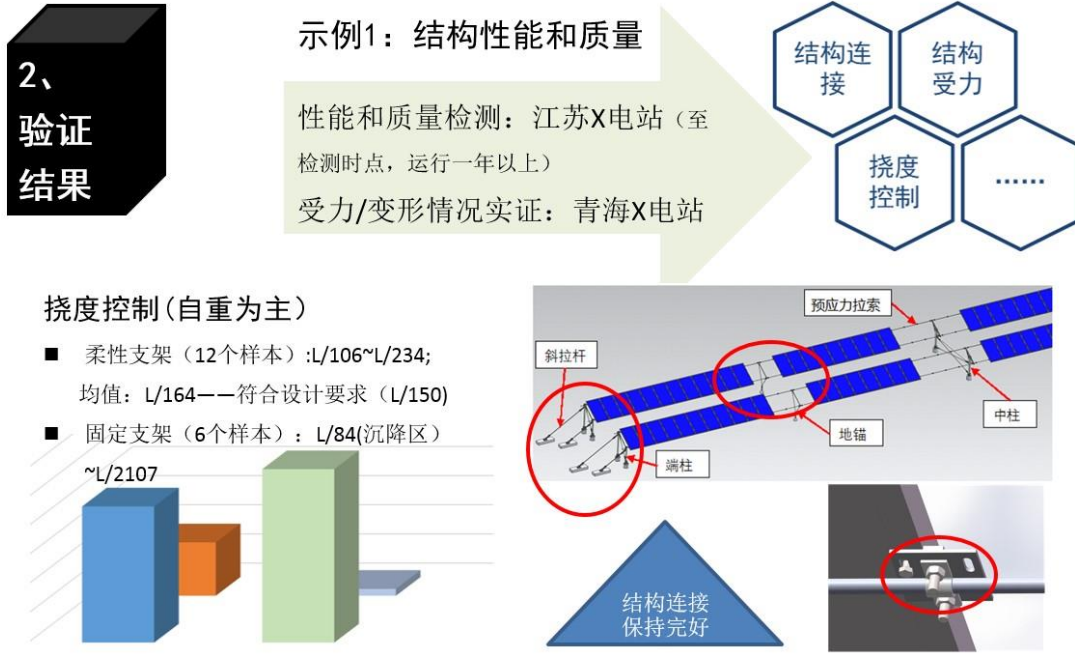 2、
验证
结果
示例1：结构性能和质量
性能和质量检测：江苏X电站（至
检测时点，运行一年以上）
受力/变形情况实证：青海X电站
结构连
接
结构
受力
挠度
控制
……
挠度控制(自重为主）
■ 柔性支架（12个样本）:L/106~L/234;
均值：L/164——符合设计要求（L/150)
■ 固定支架（6个样本）：L/84(沉降区）
~L/2107
预应力拉索
斜拉杆
中柱
地锚
端柱
结构连接
保持完好